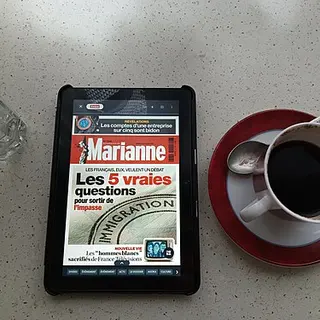 RÉVÉLATIONS
Les comptes d'une entreprise
sur cinq sont bidon
Marianne
LES FRANÇAIS, EUX, VEULENT UN DÉBAT
Les 5 vraies
questions
pour sortir de
l'impasse
IMMIGRATION
NOUVELLE VIE
Les "hommes blancs"
sacrifiés de France Télévisions